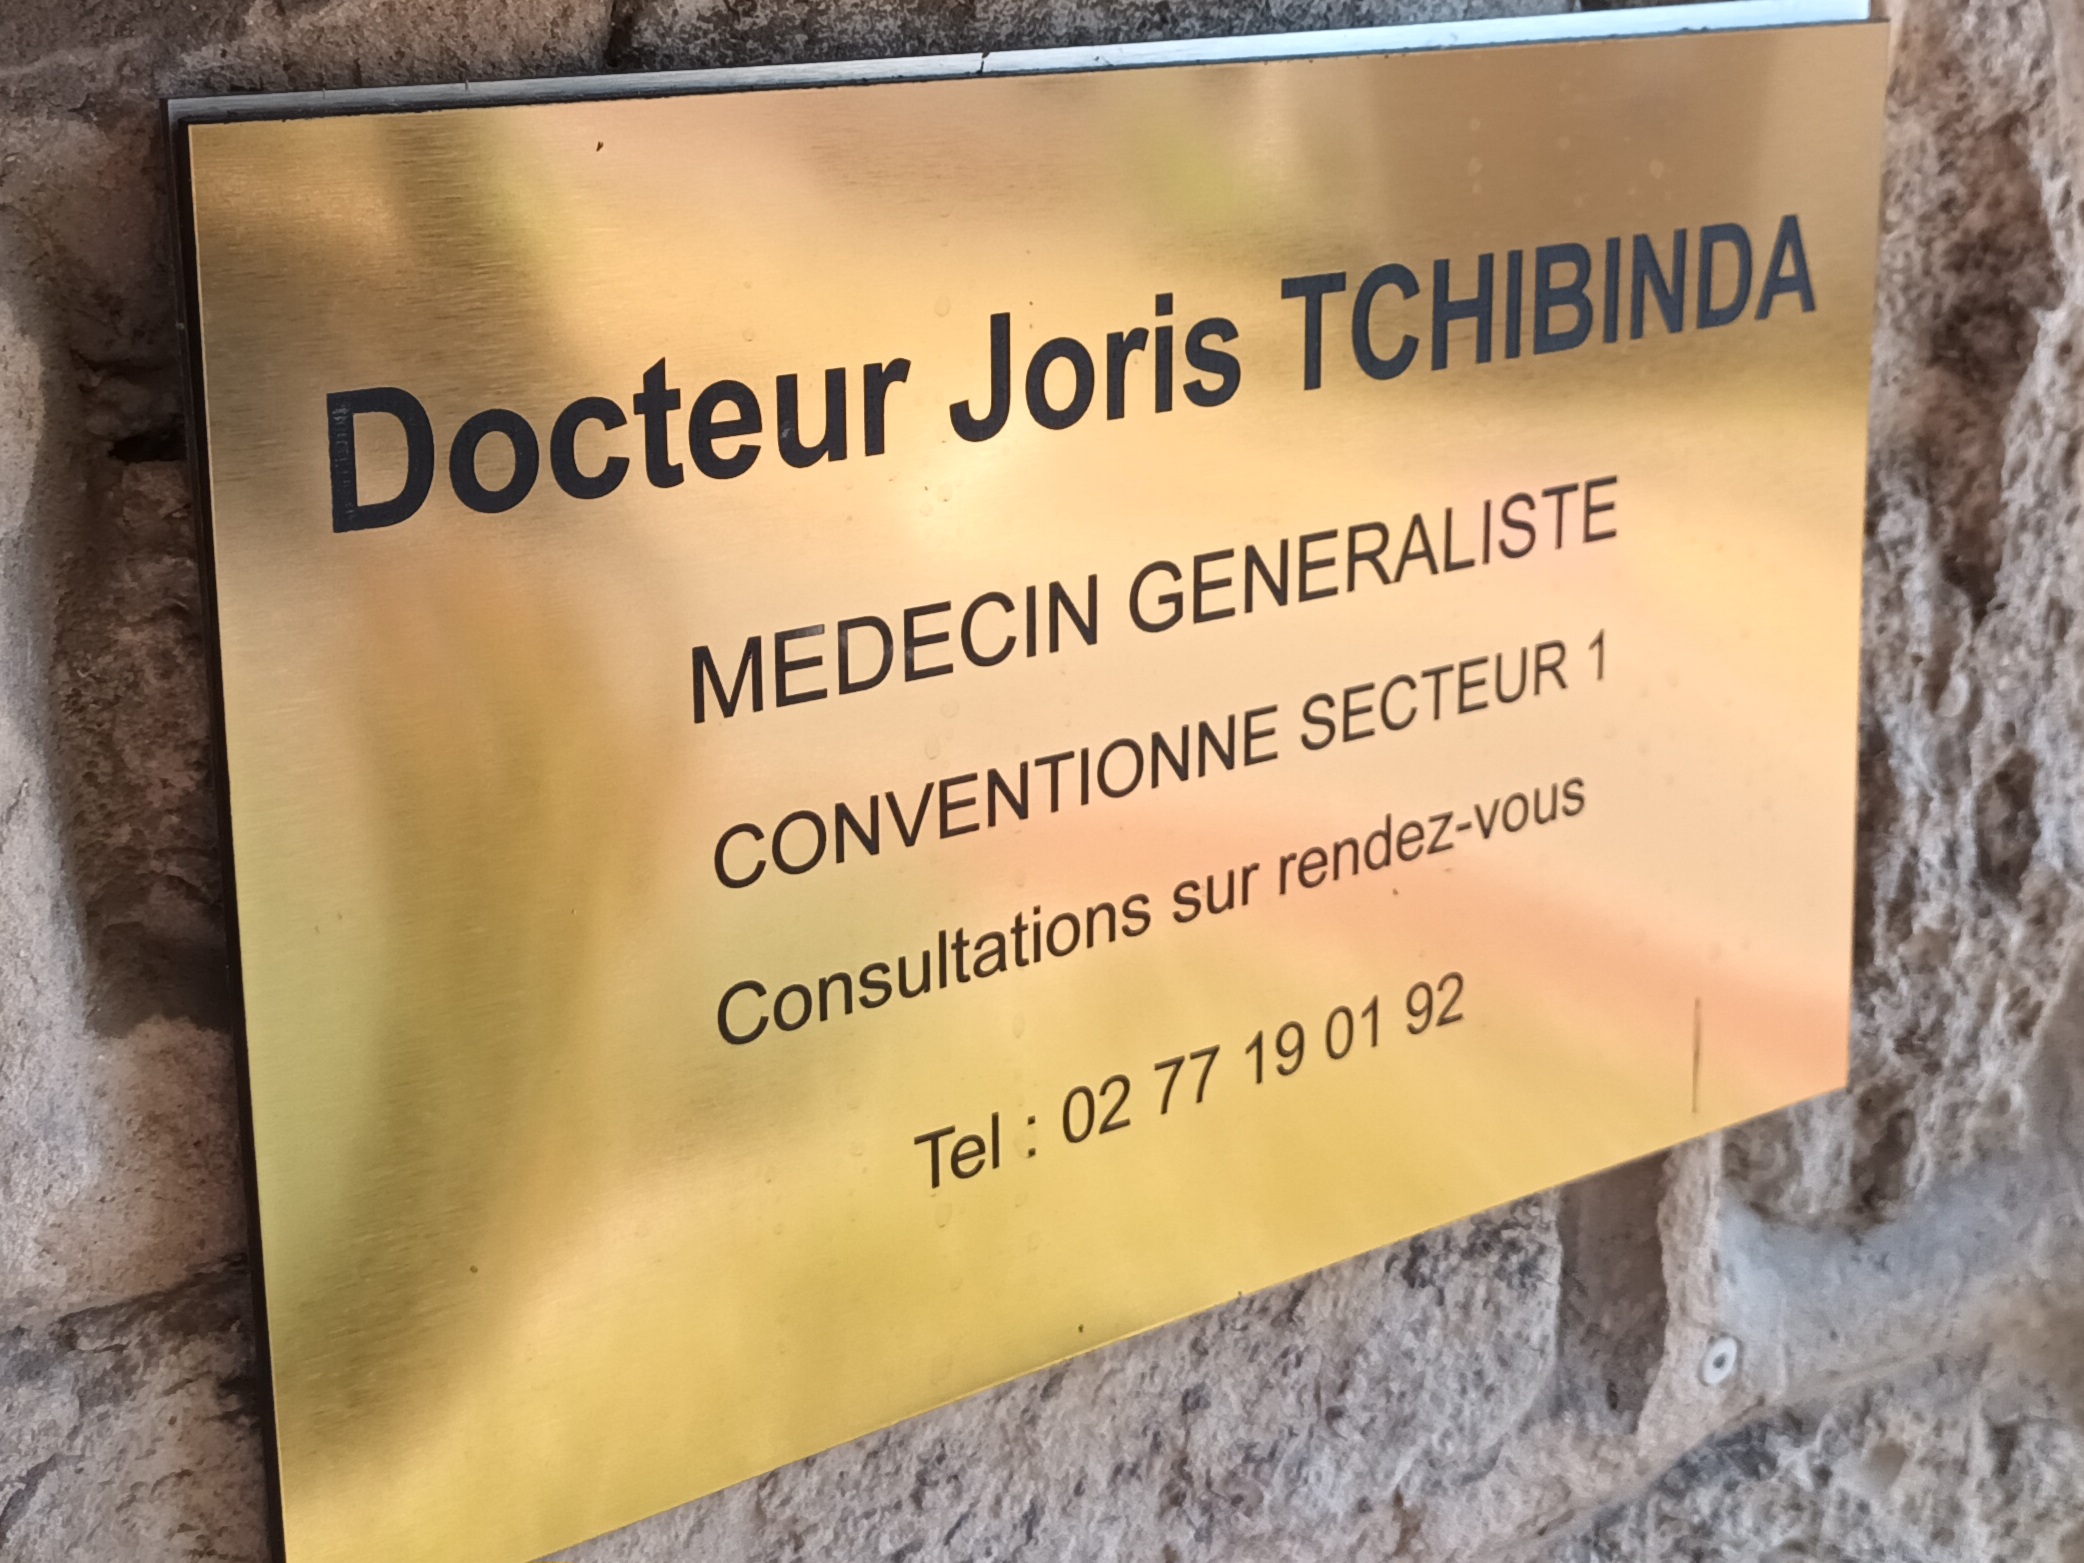 Docteur Joris TCHIBINDA
MEDECIN GENERALISTE
CONVENTIONNE SECTEUR 1
Consultations sur rendez-vous
Tel : 02 77 19 01 92